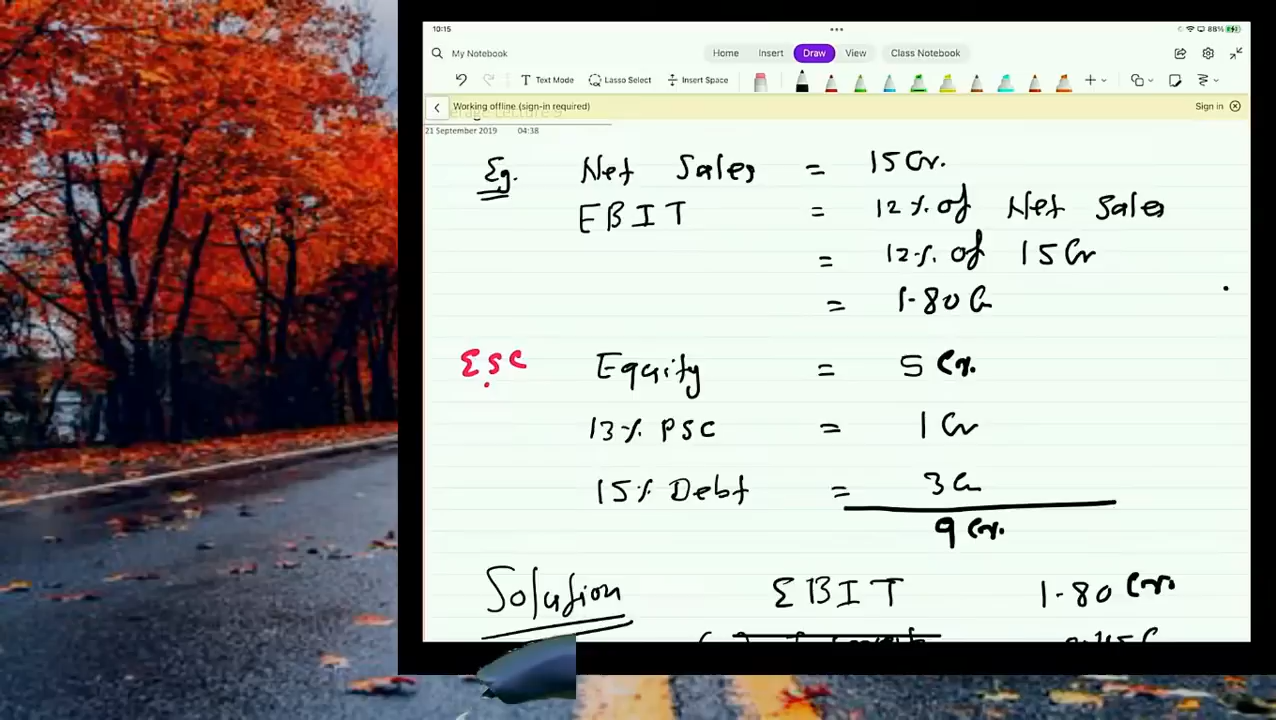 10:15
88%
My Notebook
Home Insert Draw View Class Notebook
Text Mode Lasso Select Insert Space
Working offline (sign-in required) Sign in
21 September 2019 04:38
Eg. Net Sales = 15 Cr.
EBIT = 12% of Net Sales
= 12% of 15 Cr
= 1.80 Cr
ESC Equity = 5 Cr.
13% PSC = 1 Cr
15% Debt = 3 Cr
9 Cr.
Solution EBIT 1.80 Cr.